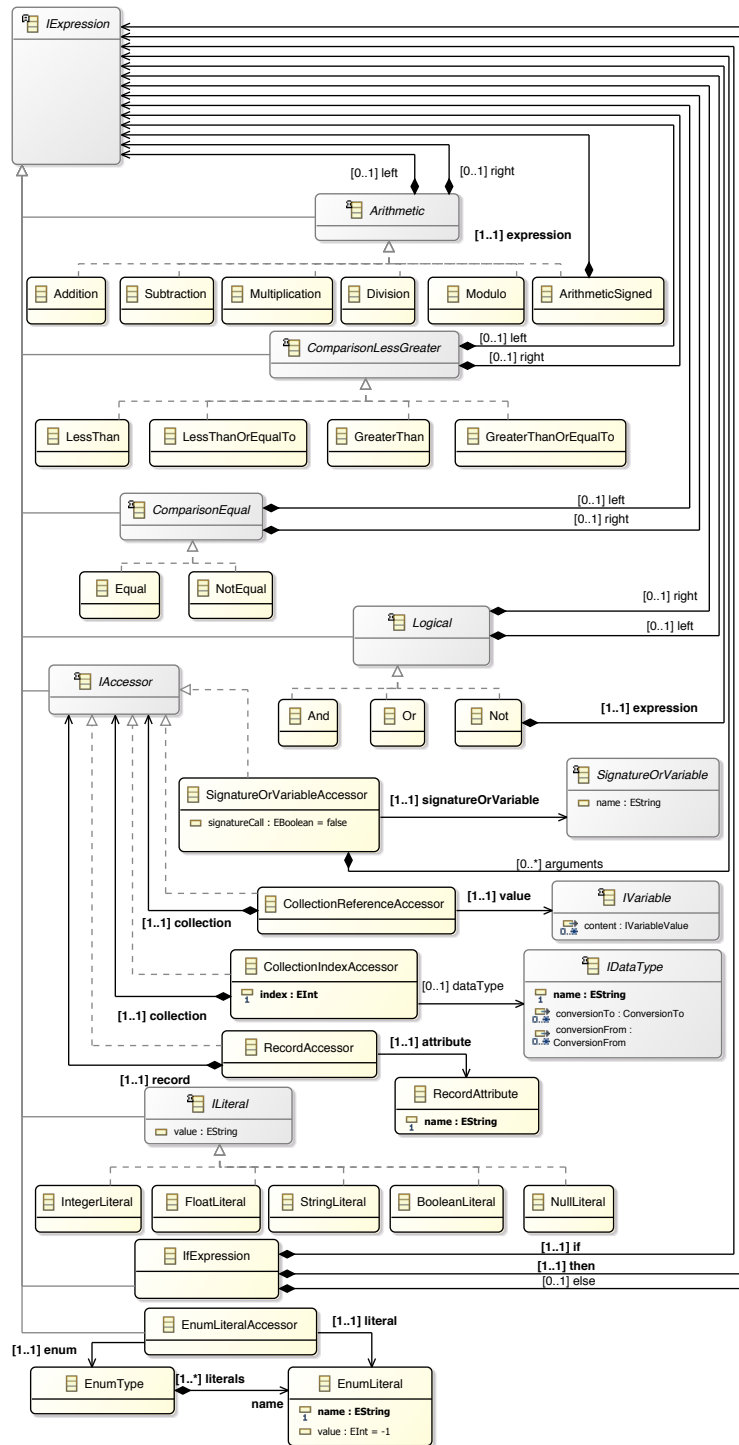 IExpression
[0..1] left
[0..1] right
Arithmetic
[1..1] expression
Addition
Subtraction
Multiplication
Division
Modulo
ArithmeticSigned
ComparisonLessGreater
[0..1] left
[0..1] right
LessThan
LessThanOrEqualTo
GreaterThan
GreaterThanOrEqualTo
ComparisonEqual
[0..1] left
[0..1] right
Equal
NotEqual
Logical
[0..1] right
[0..1] left
IAccessor
And
Or
Not
[1..1] expression
SignatureOrVariableAccessor
signatureCall : EBoolean = false
[1..1] signatureOrVariable
SignatureOrVariable
name : EString
[0..*] arguments
CollectionReferenceAccessor
[1..1] collection
[1..1] value
IVariable
0..*
content : IVariableValue
CollectionIndexAccessor
1
index : EInt
[1..1] collection
[0..1] dataType
IDataType
1
name : EString
0..*
conversionTo : ConversionTo
0..*
conversionFrom :
ConversionFrom
RecordAccessor
[1..1] record
[1..1] attribute
RecordAttribute
1
name : EString
ILiteral
value : EString
IntegerLiteral
FloatLiteral
StringLiteral
BooleanLiteral
NullLiteral
IfExpression
[1..1] if
[1..1] then
[0..1] else
EnumLiteralAccessor
[1..1] literal
[1..1] enum
EnumType
[1..*] literals
name
EnumLiteral
1
name : EString
value : EInt = -1